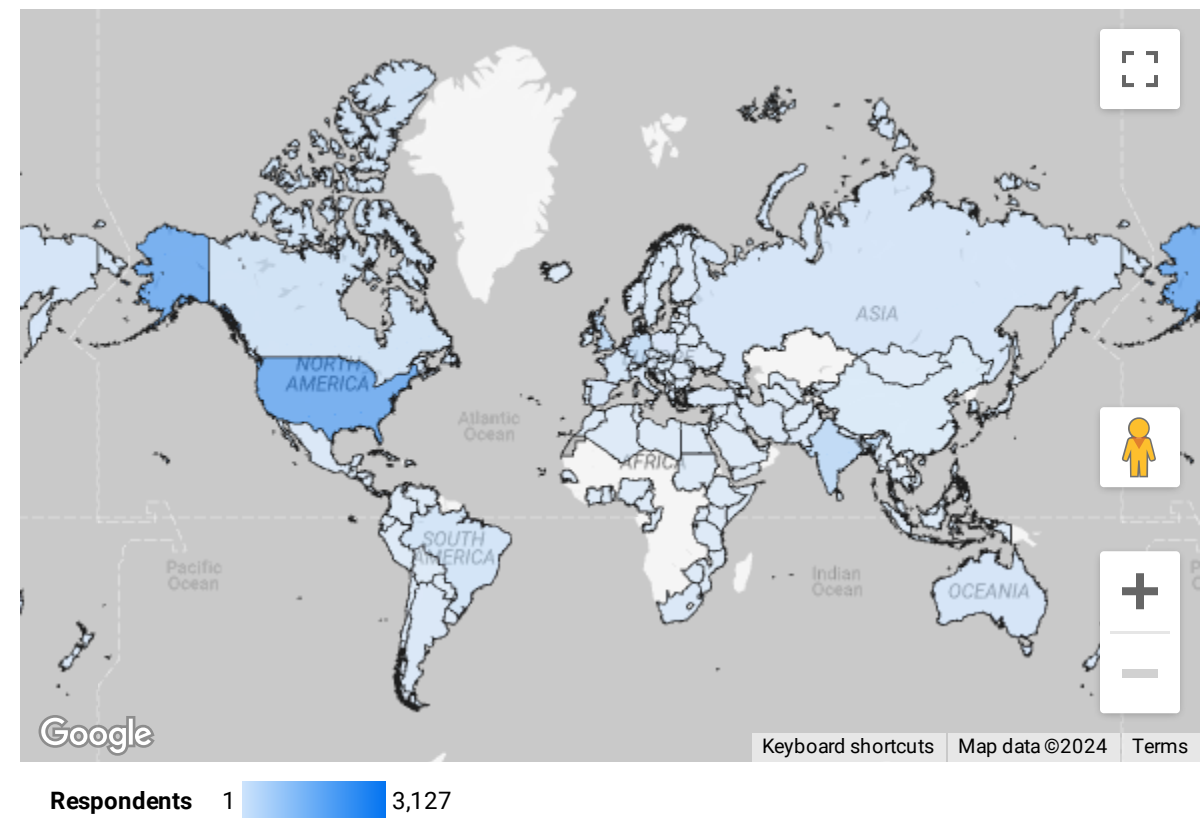 ASIA
NORTH
AMERICA
EUROPE
Atlantic
Ocean
AFRICA
SOUTH
AMERICA
Pacific
Ocean
Indian
Ocean
OCEANIA
Google
Keyboard shortcuts
Map data ©2024
Terms
Respondents 1 3,127